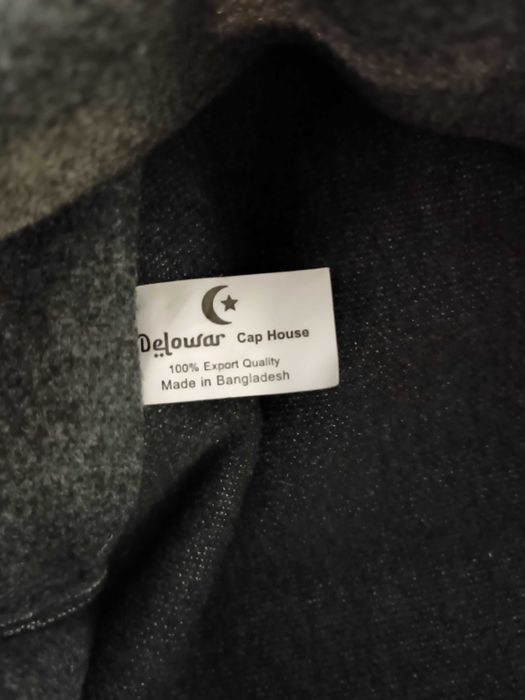 Delowar Cap House
100% Export Quality
Made in Bangladesh